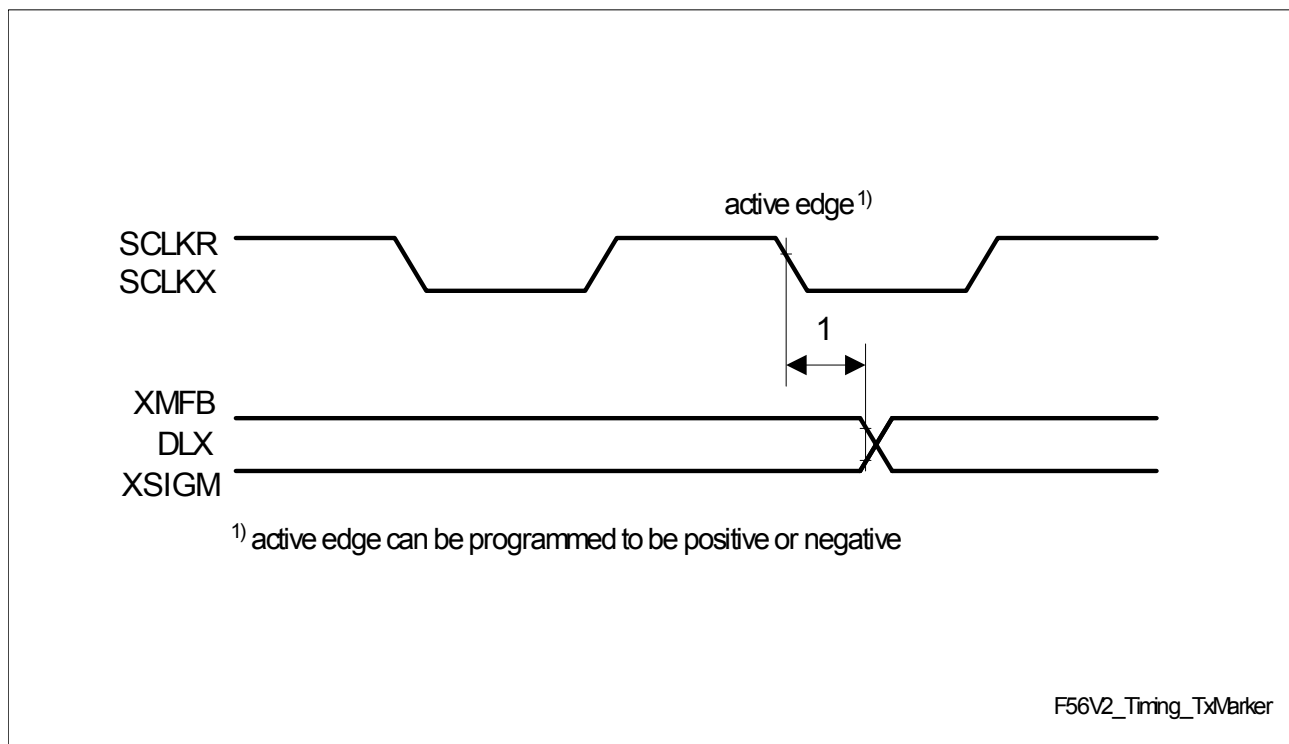 active edge 1)
SCLKR
SCLKX
1
XMFB
DLX
XSIGM
1) active edge can be programmed to be positive or negative
F56V2_Timing_TxMarker